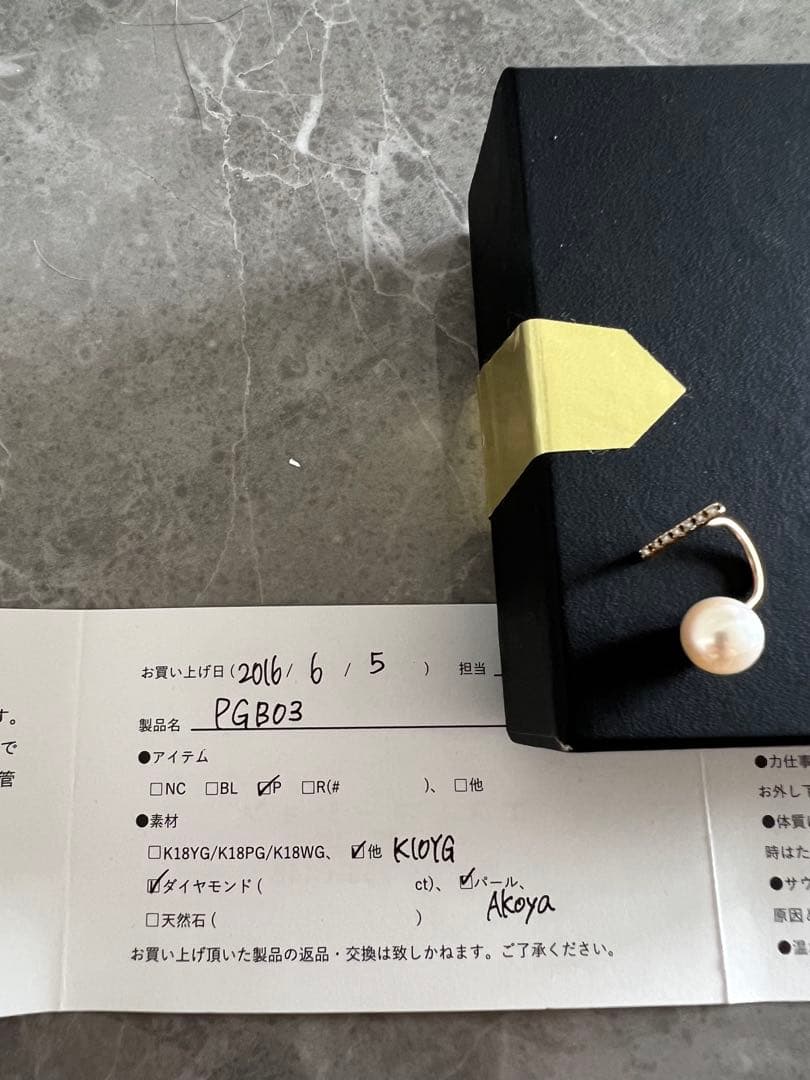 お買い上げ日(2016/ 6 / 5 ) 担当
製品名 PGB03
●アイテム
□NC □BL ☑P □R(# )、 □他
●素材
□K18YG/K18PG/K18WG、 ☑他 K10YG
☑ダイヤモンド( ct)、 ☑パール、
Akoya
□天然石( )
お買い上げ頂いた製品の返品・交換は致しかねます。ご了承ください。
す。
で
管
●力仕事
お外し下
●体質に
時はた
●サウ
原因と
●温